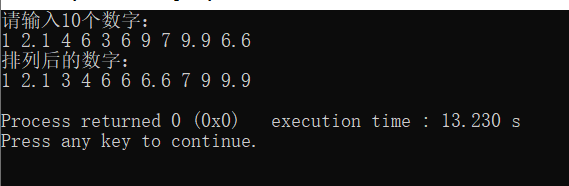 请输入10个数字:
1 2.1 4 6 3 6 9 7 9.9 6.6
排列后的数字:
1 2.1 3 4 6 6 6.6 7 9 9.9
Process returned 0 (0x0)   execution time : 13.230 s
Press any key to continue.